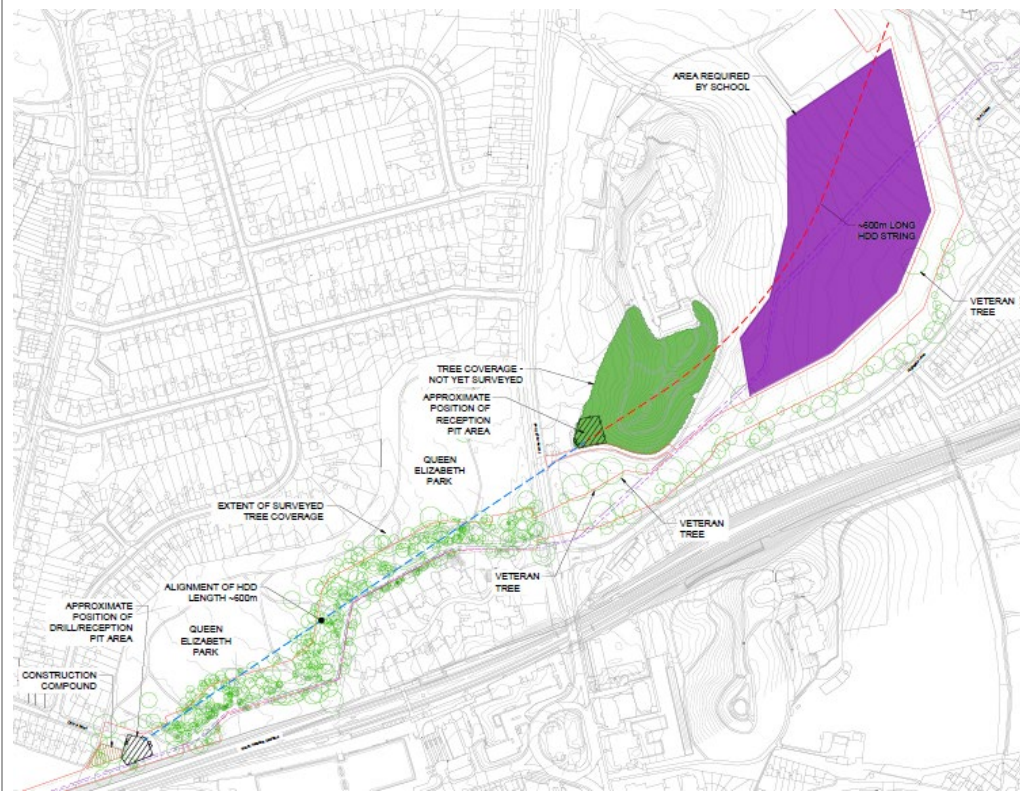 AREA REQUIRED
BY SCHOOL
~600m LONG
HDD STRING
VETERAN
TREE
TREE COVERAGE -
NOT YET SURVEYED
APPROXIMATE
POSITION OF
RECEPTION
PIT AREA
QUEEN
ELIZABETH
PARK
EXTENT OF SURVEYED
TREE COVERAGE
VETERAN
TREE
VETERAN
TREE
ALIGNMENT OF HDD
LENGTH ~600m
APPROXIMATE
POSITION OF
DRILL/RECEPTION
PIT AREA
QUEEN
ELIZABETH
PARK
CONSTRUCTION
COMPOUND